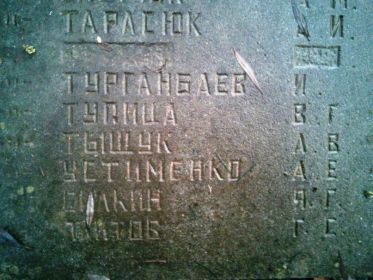 ТАРАСЮК А. И.
ТУРГАНБАЕВ И.
ТУПИЦА В. Г.
ТЫЩУК А. В.
УСТИМЕНКО А. Е.
Я. Г.
Г. С.